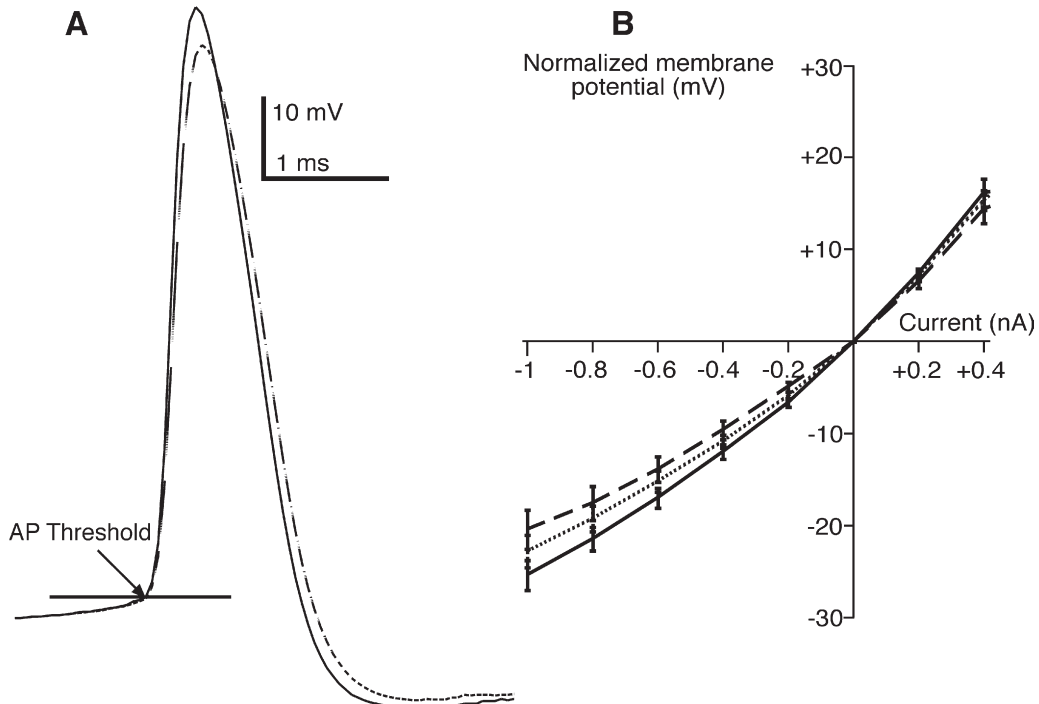 A
B
10 mV
1 ms
AP Threshold
Normalized membrane
potential (mV)
+30
+20
+10
Current (nA)
-1 -0.8 -0.6 -0.4 -0.2 +0.2 +0.4
-10
-20
-30